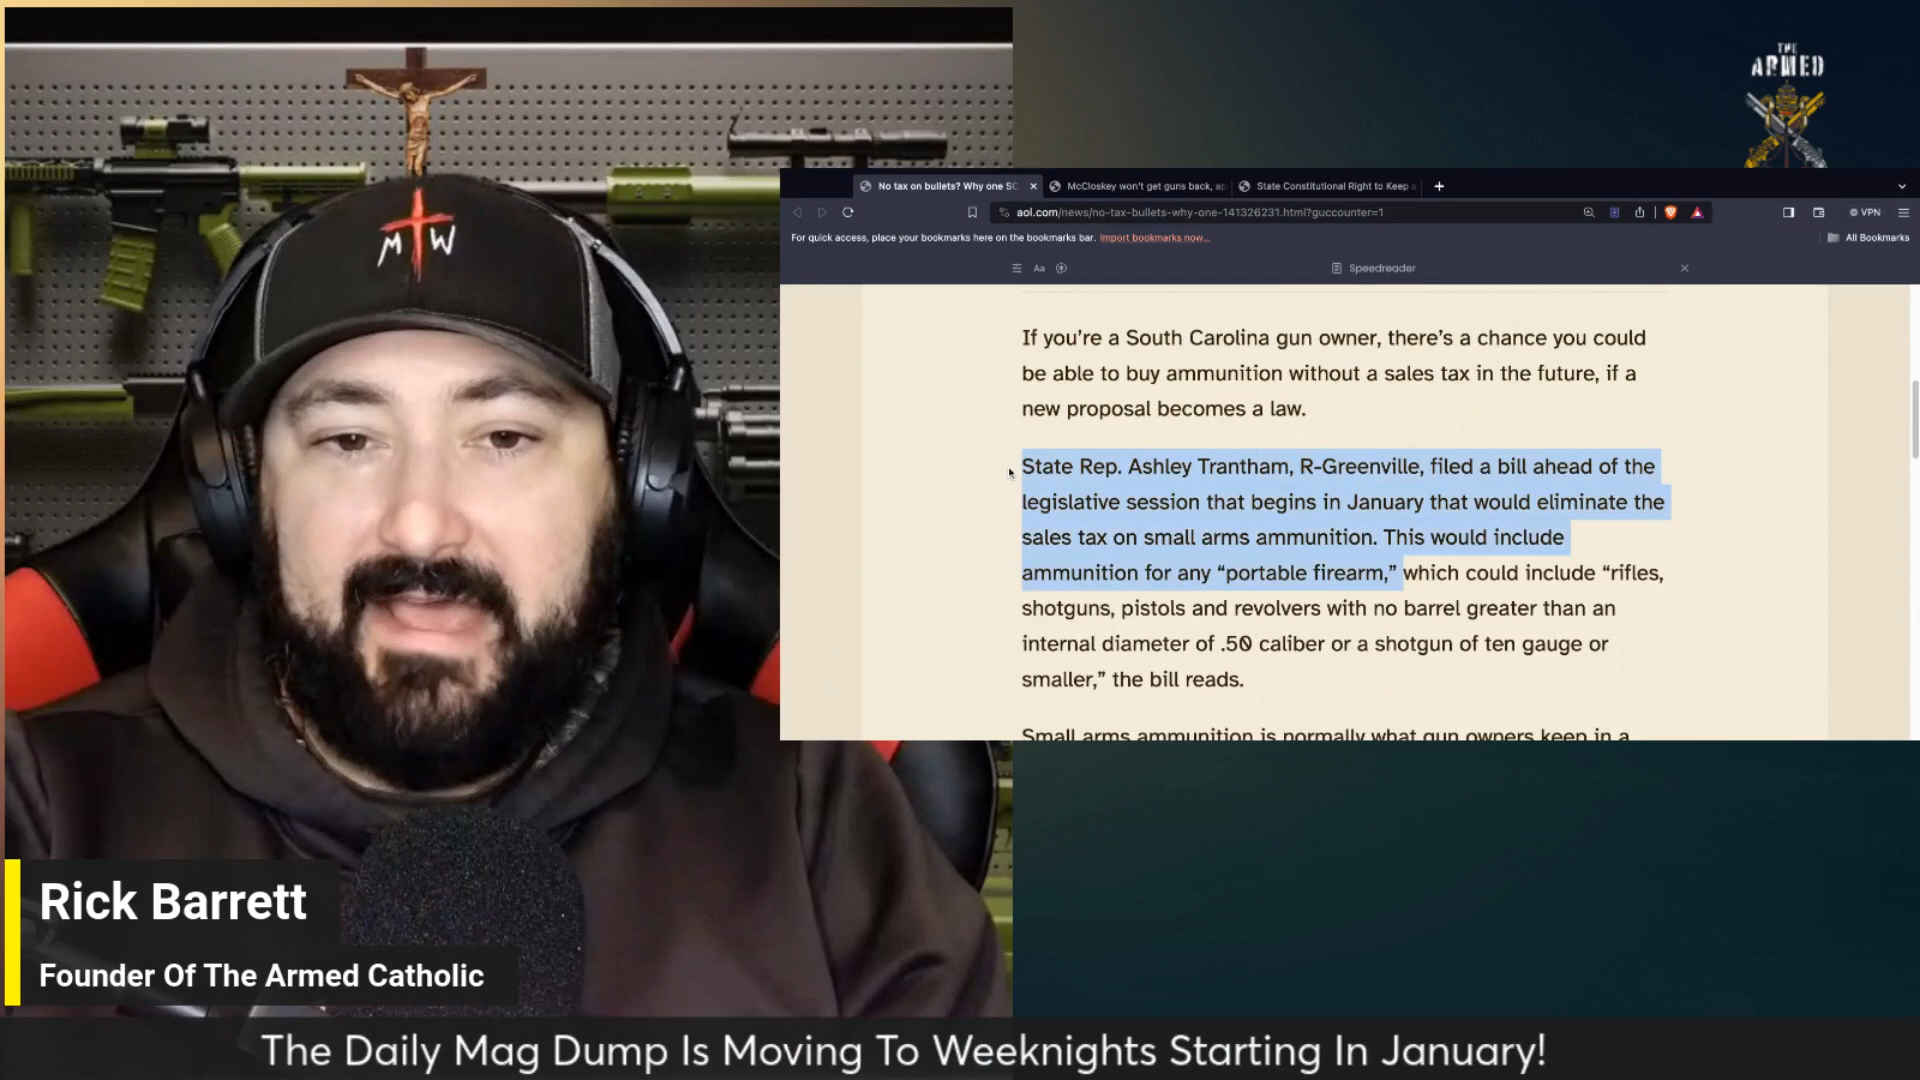 M W
THE
ARMED
No tax on bullets? Why one SC
McCloskey won't get guns back, ap
State Constitutional Right to Keep a
aol.com/news/no-tax-bullets-why-one-141326231.html?guccounter=1
VPN
For quick access, place your bookmarks here on the bookmarks bar. Import bookmarks now...
All Bookmarks
Aa
Speedreader
If you're a South Carolina gun owner, there's a chance you could
be able to buy ammunition without a sales tax in the future, if a
new proposal becomes a law.
State Rep. Ashley Trantham, R-Greenville, filed a bill ahead of the
legislative session that begins in January that would eliminate the
sales tax on small arms ammunition. This would include
ammunition for any “portable firearm,” which could include “rifles,
shotguns, pistols and revolvers with no barrel greater than an
internal diameter of .50 caliber or a shotgun of ten gauge or
smaller,” the bill reads.
Small arms ammunition is normally what gun owners keep in a
Rick Barrett
Founder Of The Armed Catholic
The Daily Mag Dump Is Moving To Weeknights Starting In January!